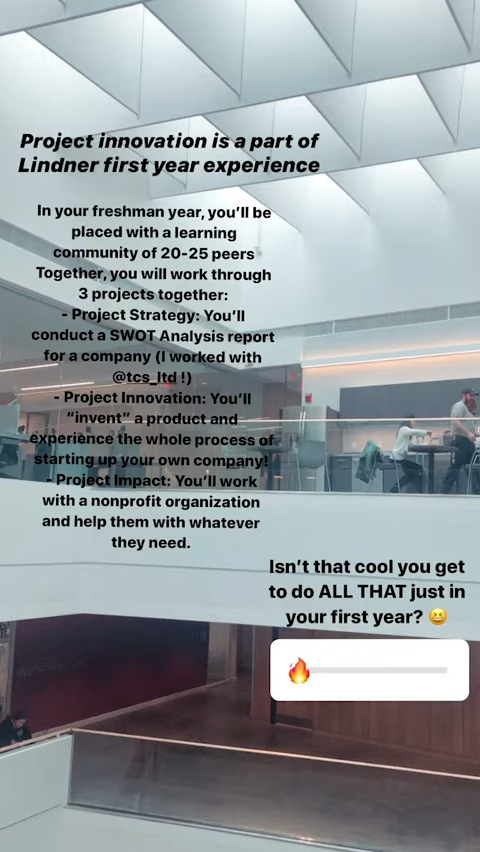 Project innovation is a part of
Lindner first year experience
In your freshman year, you’ll be
placed with a learning
community of 20-25 peers
Together, you will work through
3 projects together:
- Project Strategy: You’ll
conduct a SWOT Analysis report
for a company (I worked with
@tcs_ltd !)
- Project Innovation: You’ll
“invent” a product and
experience the whole process of
starting up your own company!
- Project Impact: You’ll work
with a nonprofit organization
and help them with whatever
they need.
Isn’t that cool you get
to do ALL THAT just in
your first year? 😆